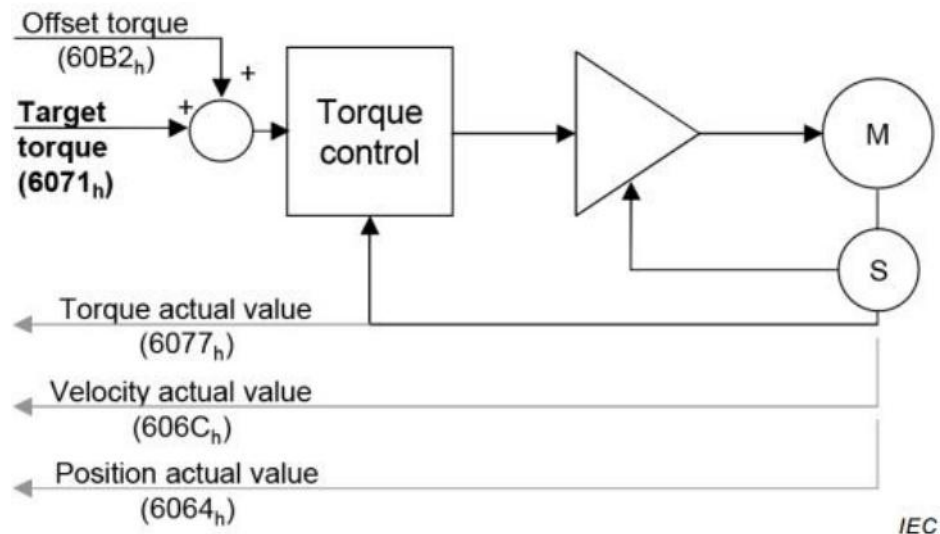 Offset torque
(60B2h)
+
+
Target
torque
(6071h)
Torque
control
M
S
Torque actual value
(6077h)
Velocity actual value
(606Ch)
Position actual value
(6064h)
IEC